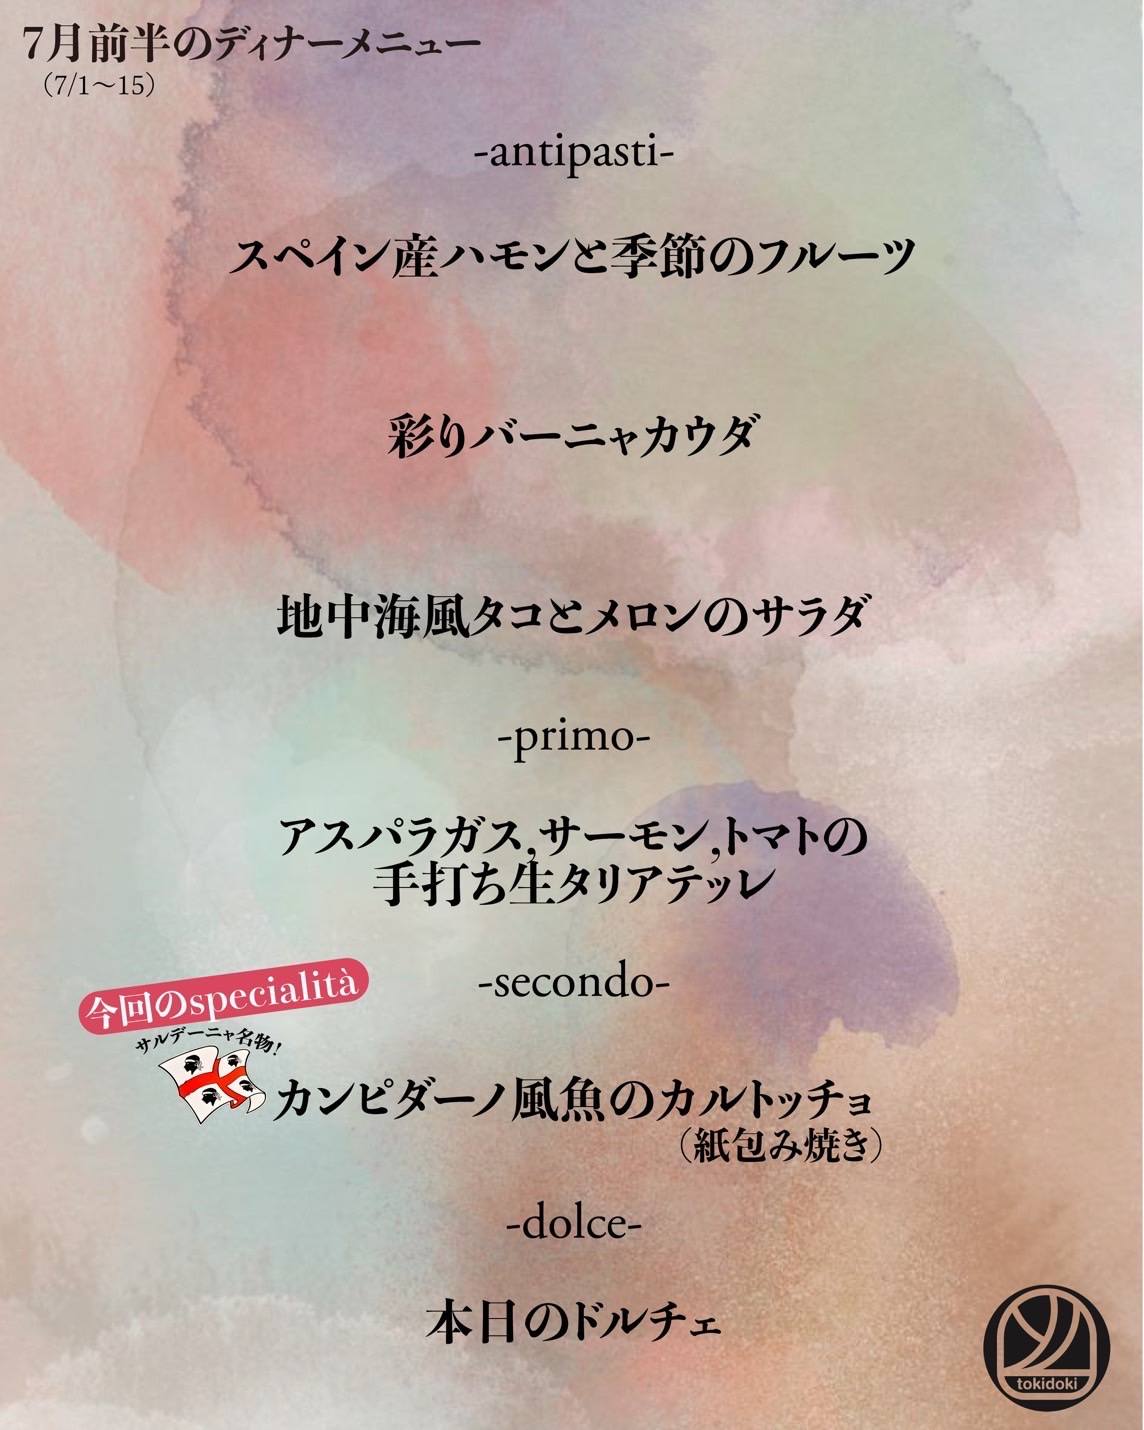 7月前半のディナーメニュー
（7/1～15）
-antipasti-
スペイン産ハモンと季節のフルーツ
彩りバーニャカウダ
地中海風タコとメロンのサラダ
-primo-
アスパラガス,サーモン,トマトの
手打ち生タリアテッレ
-secondo-
今回のspecialità
サルデーニャ名物！
カンピダーノ風魚のカルトッチョ
（紙包み焼き）
-dolce-
本日のドルチェ
tokidoki